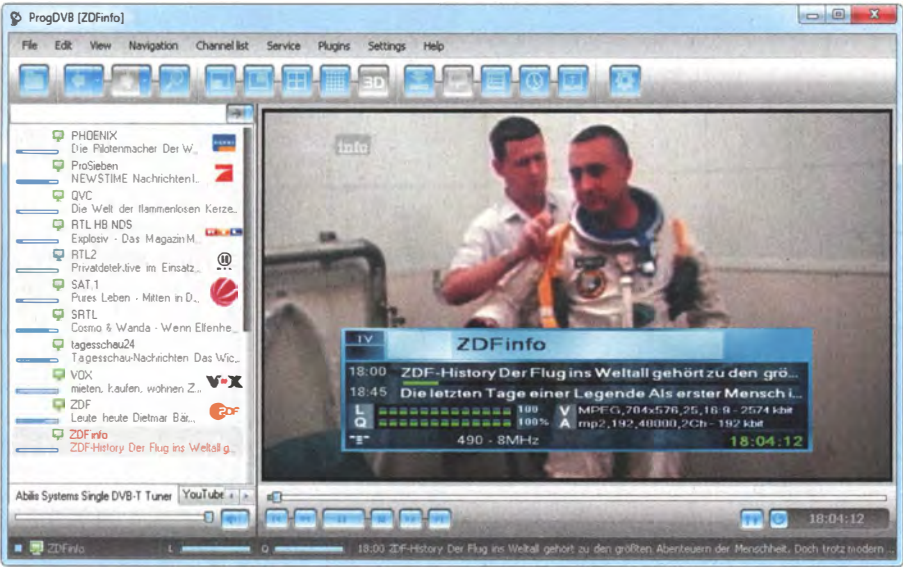 ProgDVB [ZDFinfo]
File Edit View Navigation Channel list Service Plugins Settings Help
3D
PHOENIX
Die Pilotenmacher Der W...
ProSieben
NEWSTIME Nachrichten I...
QVC
Die Welt der flammenlosen Kerze...
RTL HB NDS
Explosiv - Das Magazin M...
RTL2
Privatdetektive im Einsatz...
SAT.1
Pures Leben - Mitten in D...
SRTL
Cosmo & Wanda - Wenn Elfenhe...
tagesschau24
Tagesschau-Nachrichten Das Wic...
VOX
mieten, kaufen, wohnen Z...
VOX
ZDF
Leute heute Dietmar Bär...
ZDF
ZDFinfo
ZDF-History Der Flug ins Weltall g...
Abilis Systems Single DVB-T Tuner YouTube
info
TV ZDFinfo
18:00 ZDF-History Der Flug ins Weltall gehört zu den grö...
18:45 Die letzten Tage einer Legende Als erster Mensch i...
L 100 V MPEG,704x576,25,16:9 - 2574 kbit
Q 100% A mp2,192,48000,2Ch - 192 kbit
490 - 8MHz 18:04:12
18:04:12
ZDFinfo L Q 18:00 ZDF-History Der Flug ins Weltall gehört zu den größten Abenteuern der Menschheit. Doch trotz modern ...